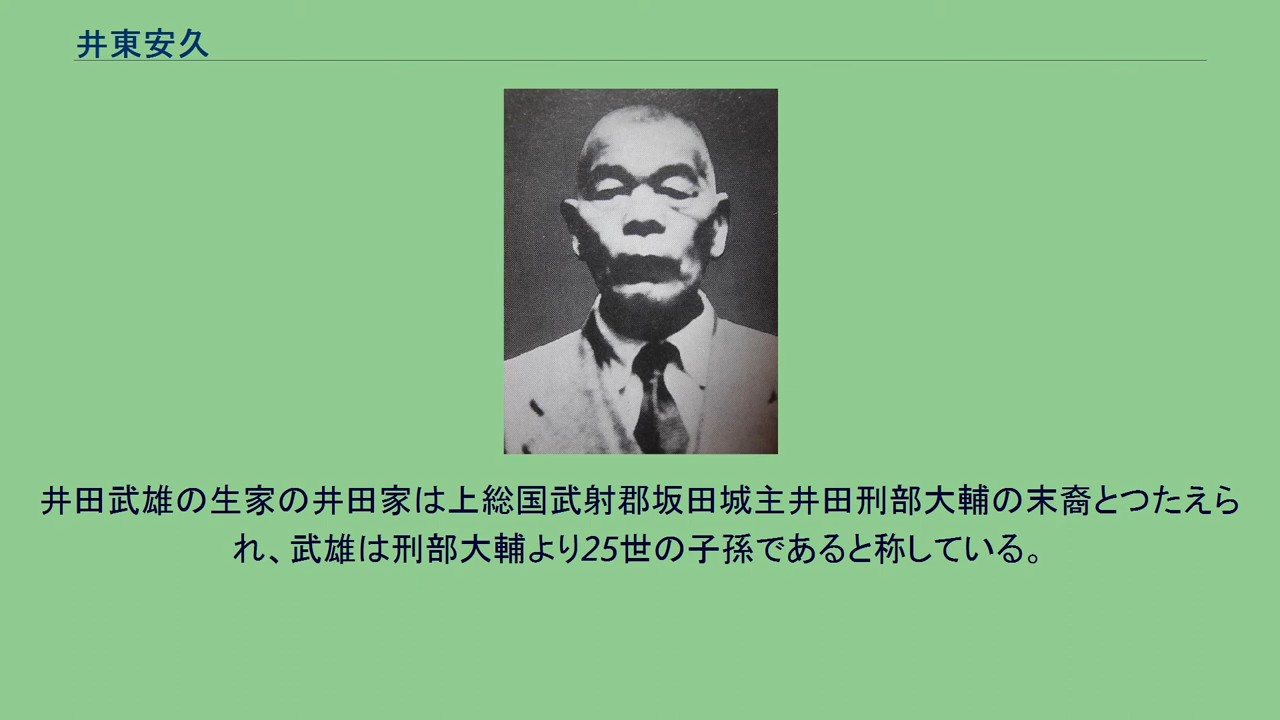 井東安久
井田武雄の生家の井田家は上総国武射郡坂田城主井田刑部大輔の末裔とつたえら
れ、武雄は刑部大輔より25世の子孫であると称している。